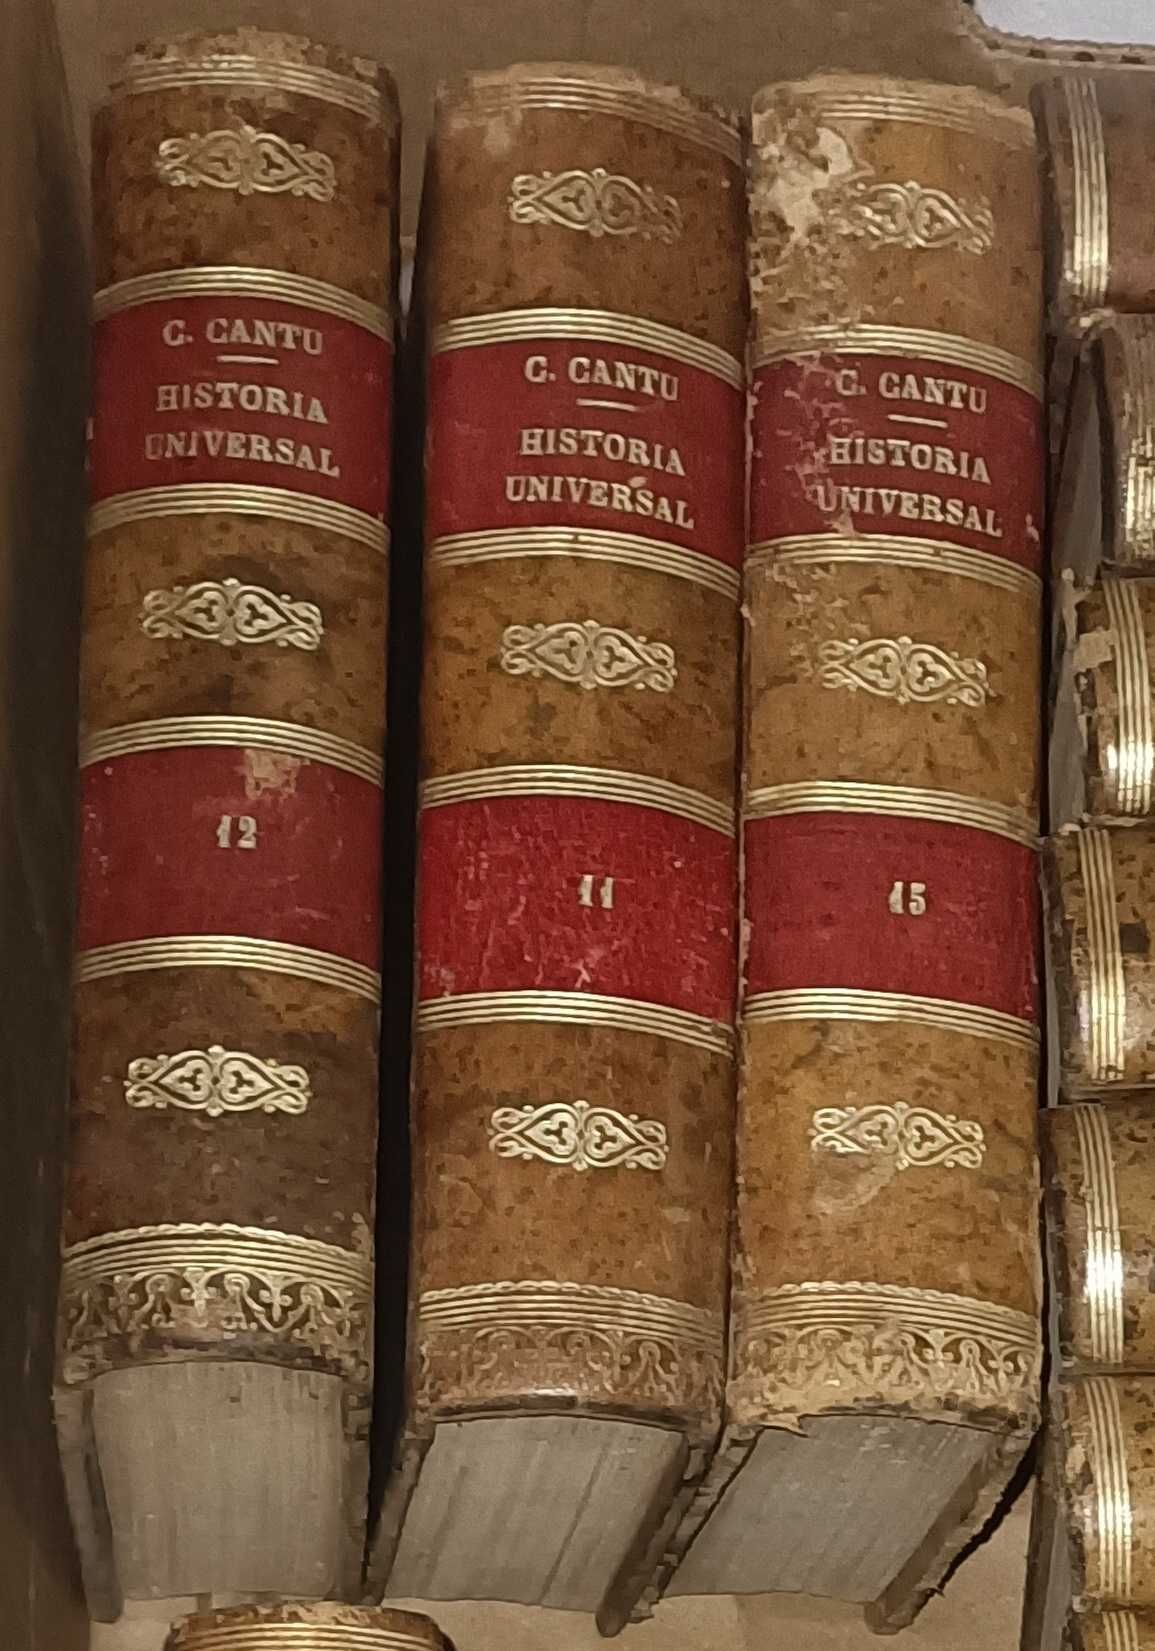 C. CANTU
HISTORIA
UNIVERSAL
12
C. CANTU
HISTORIA
UNIVERSAL
11
C. CANTU
HISTORIA
UNIVERSAL
15